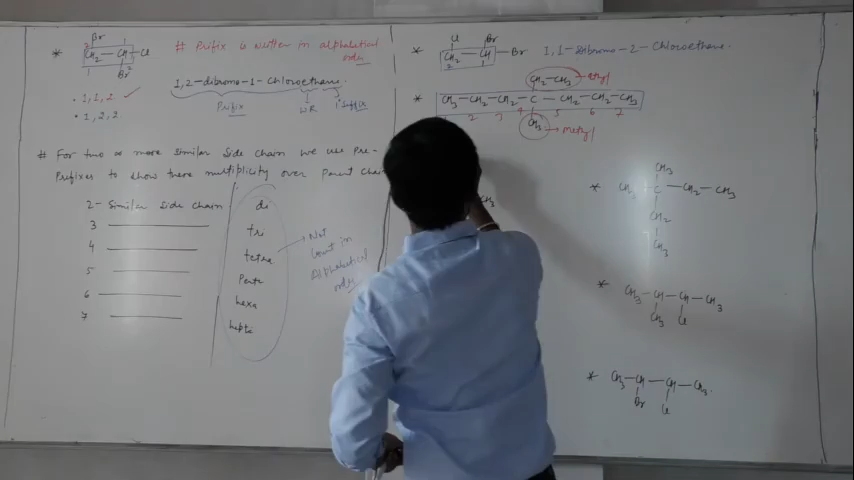 Br
* CH₂ — CH — Cl
Br
# Prefix is written in alphabetical order
1,2-dibromo-1-Chloroethane.
Prefix
W.R
1° Suffix
• 1,1,2 ✓
• 1,2,2
# For two or more similar side chain we use Pre-
Prefixes to show there multiplicity over Parent Chain
2- Similar side chain
di
3
tri
4
tetra
5
Penta
6
hexa
7
hepta
Not
count in
alphabetical
order
Cl Br
* CH₂ — CH — Br
2 1
1,1-Dibromo-2-Chloroethane.
CH₂—CH₃ → ethyl
* CH₃—CH₂—CH₂—C—CH₂—CH₂—CH₃
2 3 4 5 6 7
CH₃ → Methyl
CH₃
CH₃
* CH₃—C—CH₂—CH₃
CH₂
CH₃
* CH₃—CH—CH—CH₃
CH₃ Cl
* CH₃—CH—CH—CH₃
Br Cl